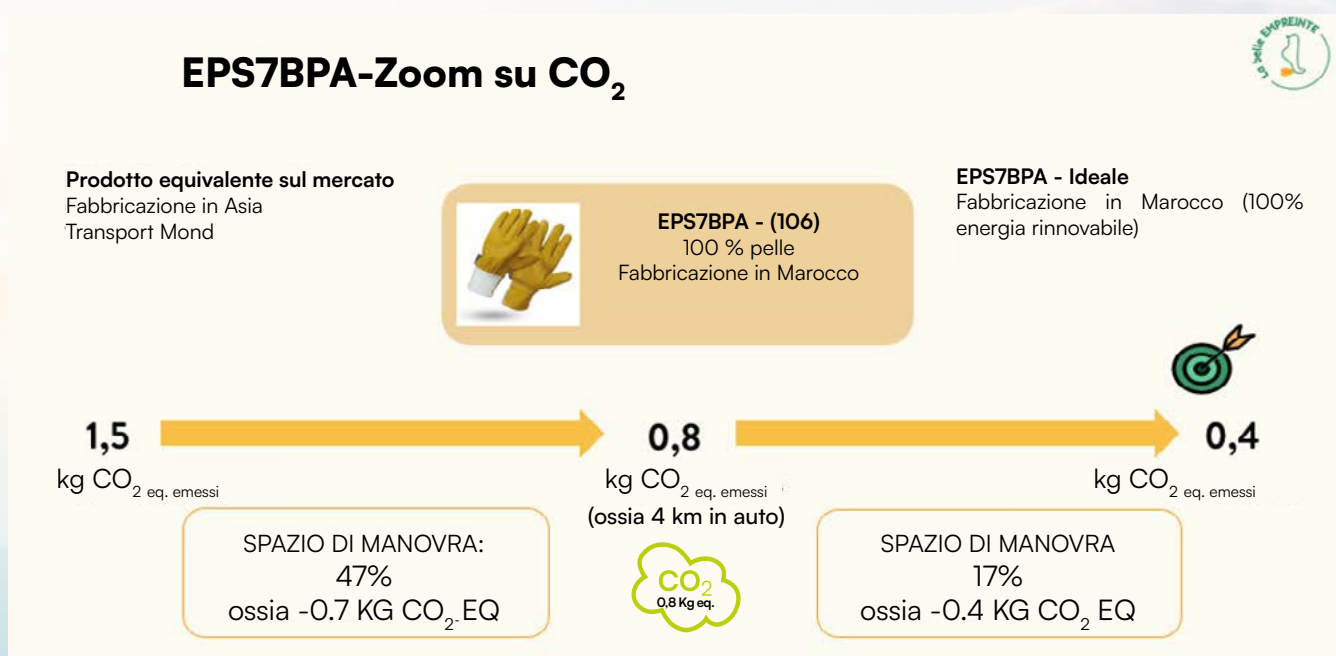 La belle EMPREINTE
EPS7BPA-Zoom su CO₂
Prodotto equivalente sul mercato
Fabbricazione in Asia
Transport Mond
EPS7BPA - (106)
100 % pelle
Fabbricazione in Marocco
EPS7BPA - Ideale
Fabbricazione in Marocco (100%
energia rinnovabile)
1,5
kg CO₂ eq. emessi
0,8
kg CO₂ eq. emessi
(ossia 4 km in auto)
0,4
kg CO₂ eq. emessi
SPAZIO DI MANOVRA:
47%
ossia -0.7 KG CO₂-EQ
CO₂
0,8 Kg eq.
SPAZIO DI MANOVRA
17%
ossia -0.4 KG CO₂ EQ